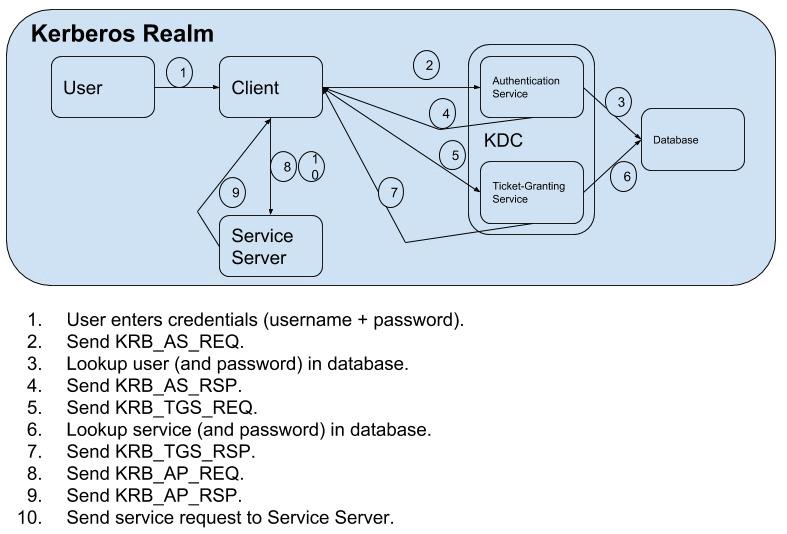 Kerberos Realm
User
1
Client
2
Authentication
Service
3
4
KDC
Database
5
Ticket-Granting
Service
6
7
8
1
0
9
Service
Server
1. User enters credentials (username + password).
2. Send KRB_AS_REQ.
3. Lookup user (and password) in database.
4. Send KRB_AS_RSP.
5. Send KRB_TGS_REQ.
6. Lookup service (and password) in database.
7. Send KRB_TGS_RSP.
8. Send KRB_AP_REQ.
9. Send KRB_AP_RSP.
10. Send service request to Service Server.